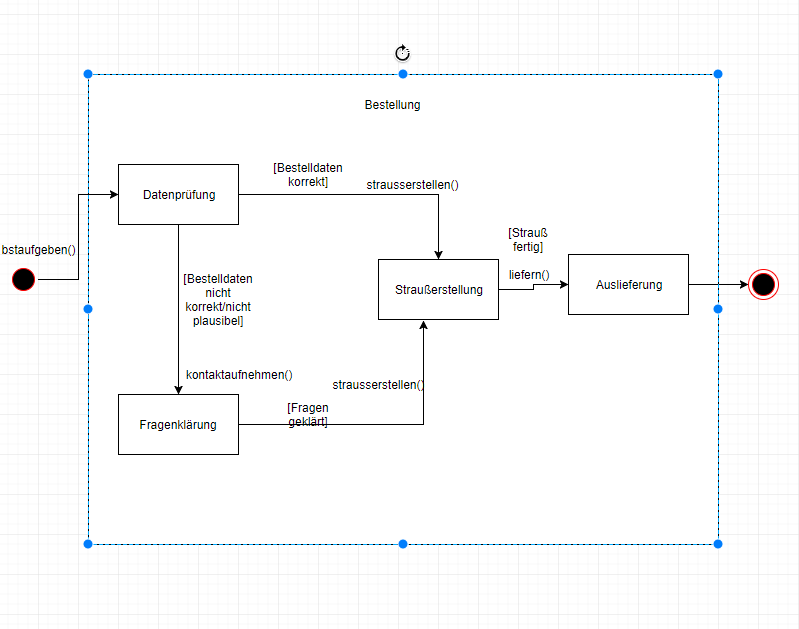 Bestellung
[Bestelldaten
korrekt]
strausserstellen()
Datenprüfung
bstaufgeben()
[Strauß
fertig]
liefern()
[Bestelldaten
nicht
korrekt/nicht
plausibel]
Straußerstellung
Auslieferung
kontaktaufnehmen()
strausserstellen()
[Fragen
geklärt]
Fragenklärung